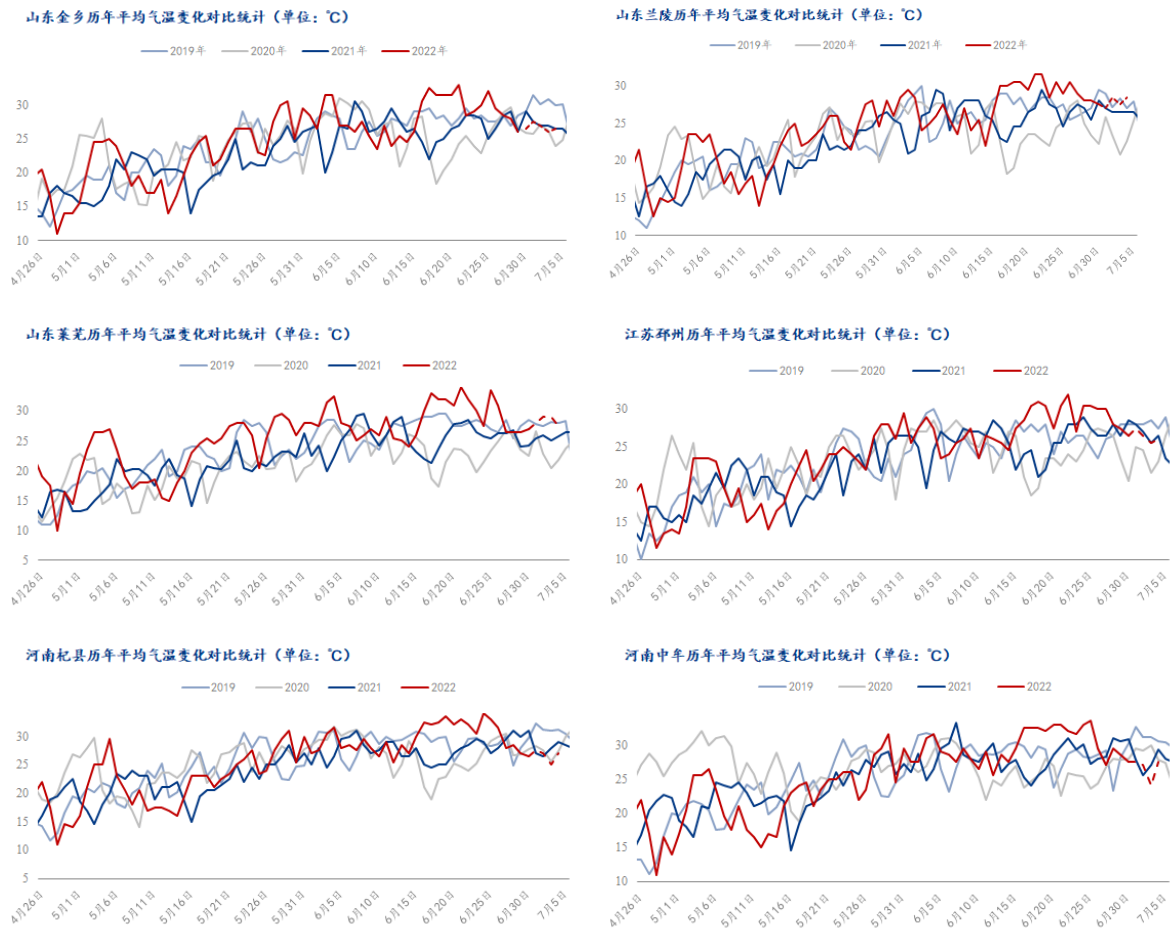 山东金乡历年平均气温变化对比统计（单位：℃）
2019年 2020年 2021年 2022年
30
25
20
15
10
4月26日 5月1日 5月6日 5月11日 5月16日 5月21日 5月26日 5月31日 6月5日 6月10日 6月15日 6月20日 6月25日 6月30日 7月5日
山东兰陵历年平均气温变化对比统计（单位：℃）
2019年 2020年 2021年 2022年
30
25
20
15
10
4月26日 5月1日 5月6日 5月11日 5月16日 5月21日 5月26日 5月31日 6月5日 6月10日 6月15日 6月20日 6月25日 6月30日 7月5日
山东莱芜历年平均气温变化对比统计（单位：℃）
2019 2020 2021 2022
30
25
20
15
10
5
4月26日 5月1日 5月6日 5月11日 5月16日 5月21日 5月26日 5月31日 6月5日 6月10日 6月15日 6月20日 6月25日 6月30日 7月5日
江苏邳州历年平均气温变化对比统计（单位：℃）
2019 2020 2021 2022
30
25
20
15
10
4月26日 5月1日 5月6日 5月11日 5月16日 5月21日 5月26日 5月31日 6月5日 6月10日 6月15日 6月20日 6月25日 6月30日 7月5日
河南杞县历年平均气温变化对比统计（单位：℃）
2019 2020 2021 2022
30
25
20
15
10
5
4月26日 5月1日 5月6日 5月11日 5月16日 5月21日 5月26日 5月31日 6月5日 6月10日 6月15日 6月20日 6月25日 6月30日 7月5日
河南中牟历年平均气温变化对比统计（单位：℃）
2019 2020 2021 2022
30
25
20
15
10
4月26日 5月1日 5月6日 5月11日 5月16日 5月21日 5月26日 5月31日 6月5日 6月10日 6月15日 6月20日 6月25日 6月30日 7月5日